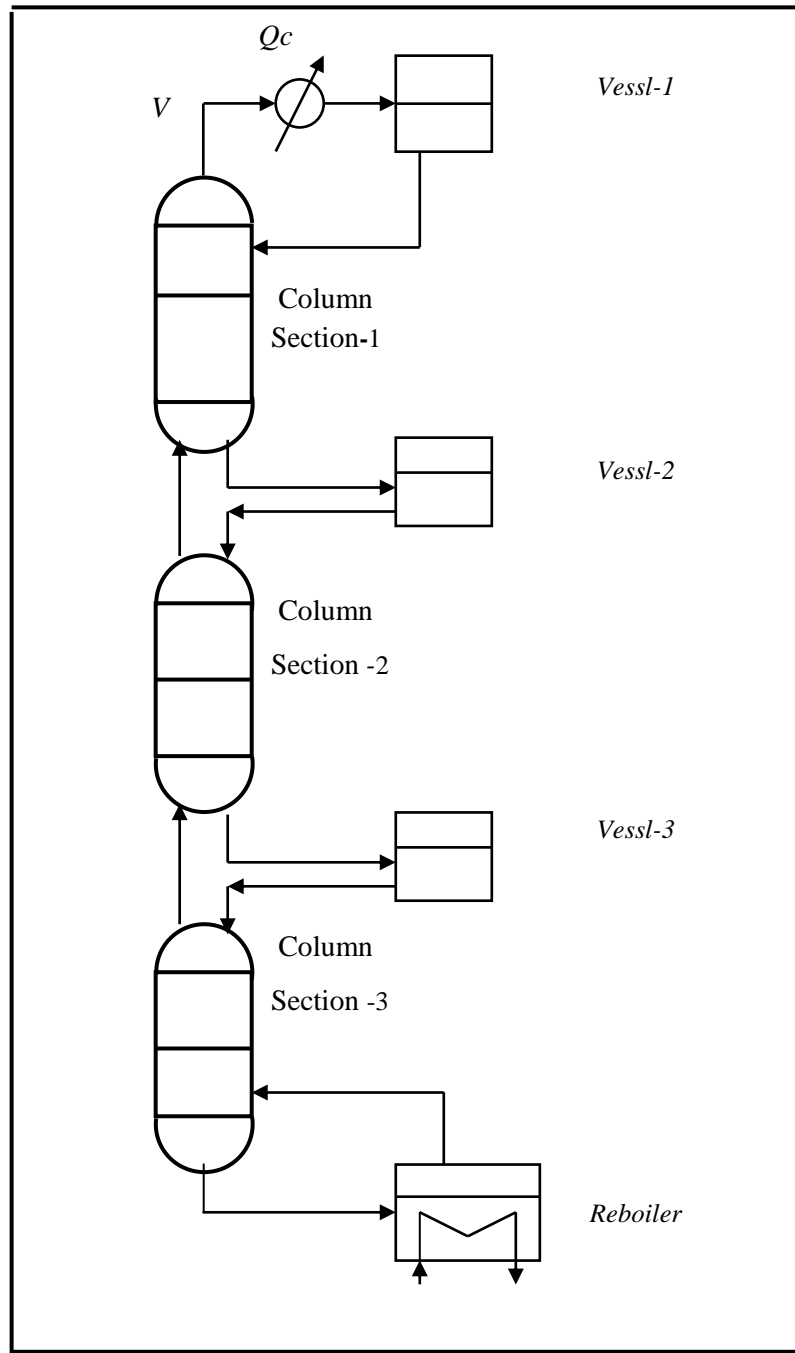 Qc
Vessl-1
V
Column
Section-1
Vessl-2
Column
Section -2
Vessl-3
Column
Section -3
Reboiler